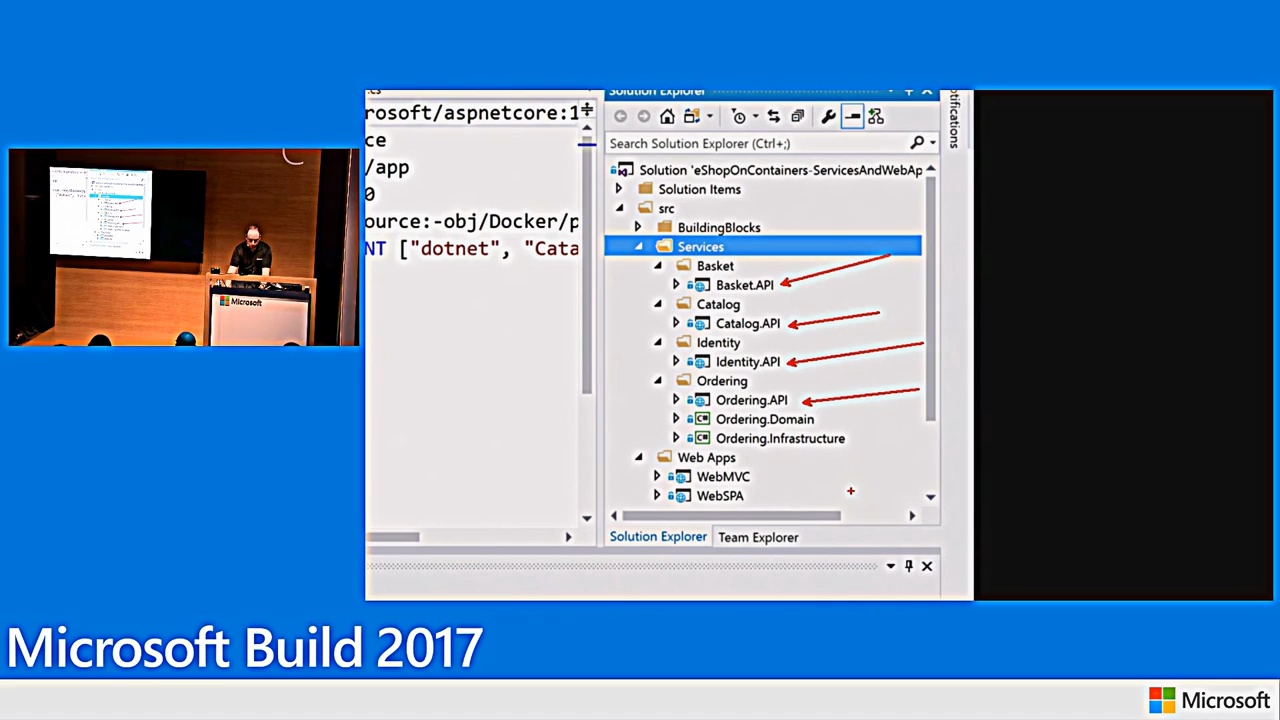 .cs
rosoft/aspnetcore:1
ce
/app
0
ource:-obj/Docker/p
NT ["dotnet", "Cata
Solution Explorer
Search Solution Explorer (Ctrl+;)
Solution 'eShopOnContainers-ServicesAndWebAp
Solution Items
src
BuildingBlocks
Services
Basket
Basket.API
Catalog
Catalog.API
Identity
Identity.API
Ordering
Ordering.API
Ordering.Domain
Ordering.Infrastructure
Web Apps
WebMVC
WebSPA
Solution Explorer
Team Explorer
otifications
Microsoft
Microsoft Build 2017
Microsoft